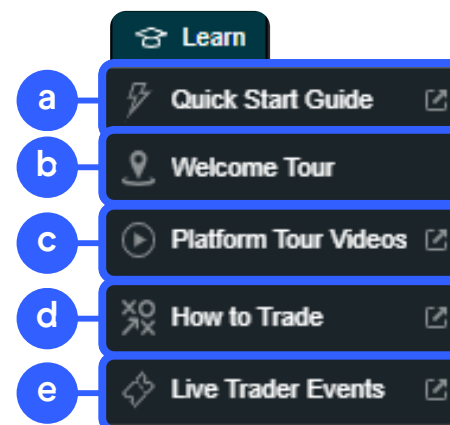 Learn
a Quick Start Guide
b Welcome Tour
c Platform Tour Videos
d How to Trade
e Live Trader Events